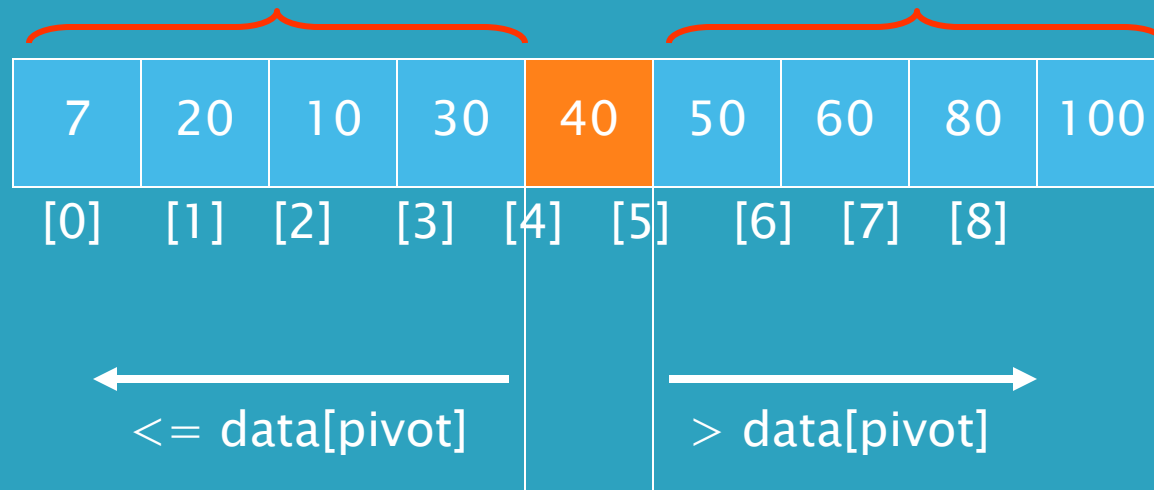 7 20 10 30 40 50 60 80 100
[0] [1] [2] [3] [4] [5] [6] [7] [8]
<= data[pivot] > data[pivot]